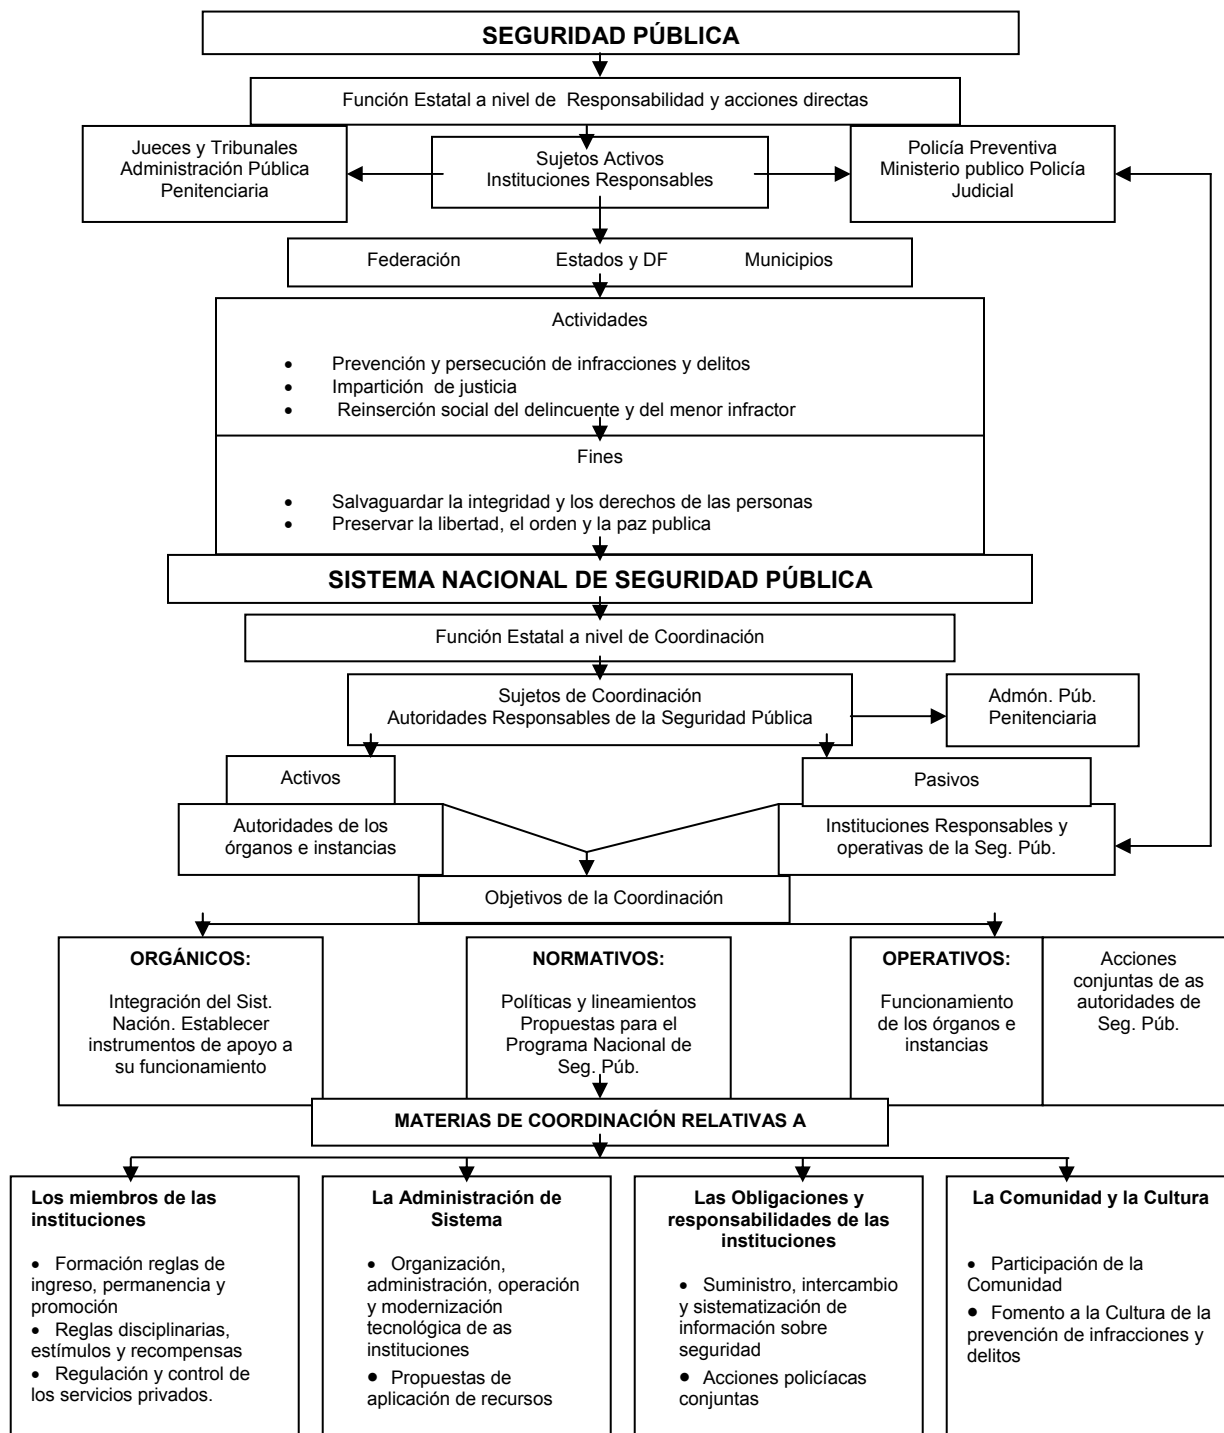 SEGURIDAD PÚBLICA
Función Estatal a nivel de Responsabilidad y acciones directas
Jueces y Tribunales
Administración Pública
Penitenciaria
Sujetos Activos
Instituciones Responsables
Policía Preventiva
Ministerio publico Policía
Judicial
Federación Estados y DF Municipios
Actividades
• Prevención y persecución de infracciones y delitos
• Impartición de justicia
• Reinserción social del delincuente y del menor infractor
Fines
• Salvaguardar la integridad y los derechos de las personas
• Preservar la libertad, el orden y la paz publica
SISTEMA NACIONAL DE SEGURIDAD PÚBLICA
Función Estatal a nivel de Coordinación
Sujetos de Coordinación
Autoridades Responsables de la Seguridad Pública
Admón. Púb.
Penitenciaria
Activos
Pasivos
Autoridades de los
órganos e instancias
Instituciones Responsables y
operativas de la Seg. Púb.
Objetivos de la Coordinación
ORGÁNICOS:
Integración del Sist.
Nación. Establecer
instrumentos de apoyo a
su funcionamiento
NORMATIVOS:
Políticas y lineamientos
Propuestas para el
Programa Nacional de
Seg. Púb.
OPERATIVOS:
Funcionamiento
de los órganos e
instancias
Acciones
conjuntas de as
autoridades de
Seg. Púb.
MATERIAS DE COORDINACIÓN RELATIVAS A
Los miembros de las
instituciones
• Formación reglas de
ingreso, permanencia y
promoción
• Reglas disciplinarias,
estímulos y recompensas
• Regulación y control de
los servicios privados.
La Administración de
Sistema
• Organización,
administración, operación
y modernización
tecnológica de as
instituciones
• Propuestas de
aplicación de recursos
Las Obligaciones y
responsabilidades de las
instituciones
• Suministro, intercambio
y sistematización de
información sobre
seguridad
• Acciones policíacas
conjuntas
La Comunidad y la Cultura
• Participación de la
Comunidad
• Fomento a la Cultura de la
prevención de infracciones y
delitos